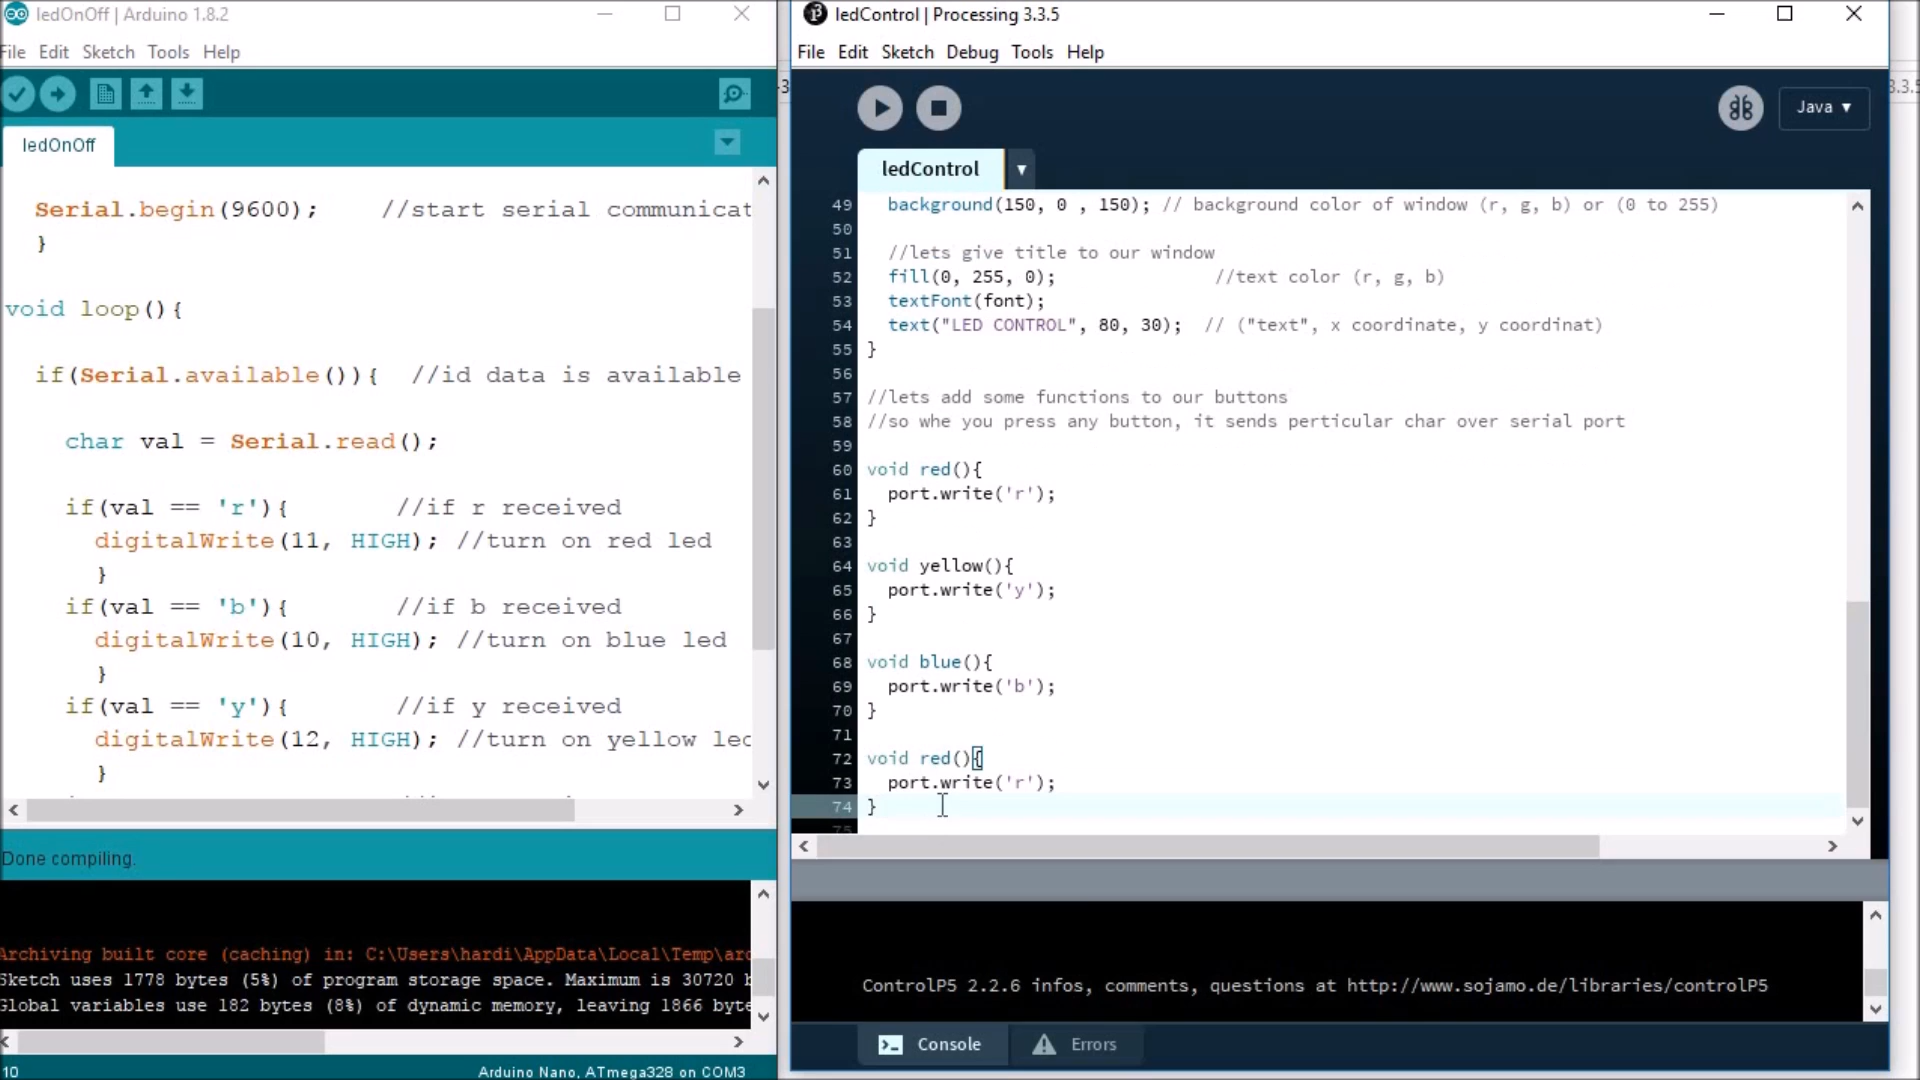 ledOnOff | Arduino 1.8.2
File Edit Sketch Tools Help
ledOnOff
Serial.begin(9600); //start serial communicat
}
void loop(){
if(Serial.available()){ //id data is available
char val = Serial.read();
if(val == 'r'){ //if r received
digitalWrite(11, HIGH); //turn on red led
}
if(val == 'b'){ //if b received
digitalWrite(10, HIGH); //turn on blue led
}
if(val == 'y'){ //if y received
digitalWrite(12, HIGH); //turn on yellow led
}
Done compiling.
Archiving built core (caching) in: C:\Users\hardi\AppData\Local\Temp\ard
Sketch uses 1778 bytes (5%) of program storage space. Maximum is 30720 b
Global variables use 182 bytes (8%) of dynamic memory, leaving 1866 byte
10 Arduino Nano, ATmega328 on COM3
ledControl | Processing 3.3.5
File Edit Sketch Debug Tools Help
Java
ledControl
49 background(150, 0 , 150); // background color of window (r, g, b) or (0 to 255)
50
51 //lets give title to our window
52 fill(0, 255, 0); //text color (r, g, b)
53 textFont(font);
54 text("LED CONTROL", 80, 30); // ("text", x coordinate, y coordinat)
55 }
56
57 //lets add some functions to our buttons
58 //so whe you press any button, it sends perticular char over serial port
59
60 void red(){
61 port.write('r');
62 }
63
64 void yellow(){
65 port.write('y');
66 }
67
68 void blue(){
69 port.write('b');
70 }
71
72 void red(){
73 port.write('r');
74 }
75
ControlP5 2.2.6 infos, comments, questions at http://www.sojamo.de/libraries/controlP5
Console Errors
3.3.5